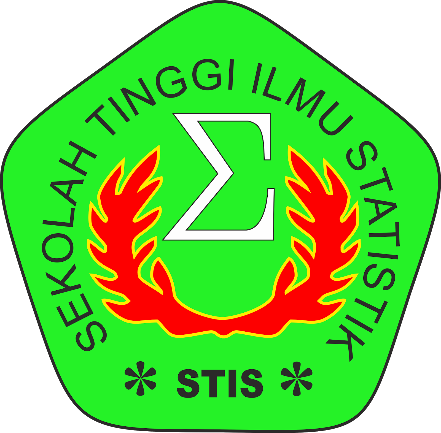 SEKOLAH TINGGI ILMU STATISTIK
Σ
* STIS *